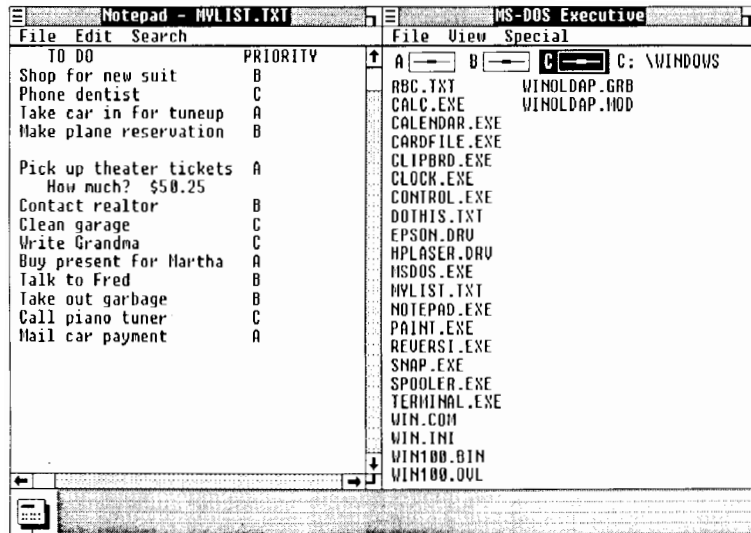 Notepad - MYLIST.TXT
File Edit Search
TO DO PRIORITY
Shop for new suit B
Phone dentist C
Take car in for tuneup A
Make plane reservation B
Pick up theater tickets A
How much? $50.25
Contact realtor B
Clean garage C
Write Grandma C
Buy present for Martha A
Talk to Fred B
Take out garbage B
Call piano tuner C
Mail car payment A
MS-DOS Executive
File View Special
A B C C: \WINDOWS
RBC.TXT WINOLDAP.GRB
CALC.EXE WINOLDAP.MOD
CALENDAR.EXE
CARDFILE.EXE
CLIPBRD.EXE
CLOCK.EXE
CONTROL.EXE
DOTHIS.TXT
EPSON.DRV
HPLASER.DRV
MSDOS.EXE
MYLIST.TXT
NOTEPAD.EXE
PAINT.EXE
REVERSI.EXE
SNAP.EXE
SPOOLER.EXE
TERMINAL.EXE
WIN.COM
WIN.INI
WIN100.BIN
WIN100.OVL